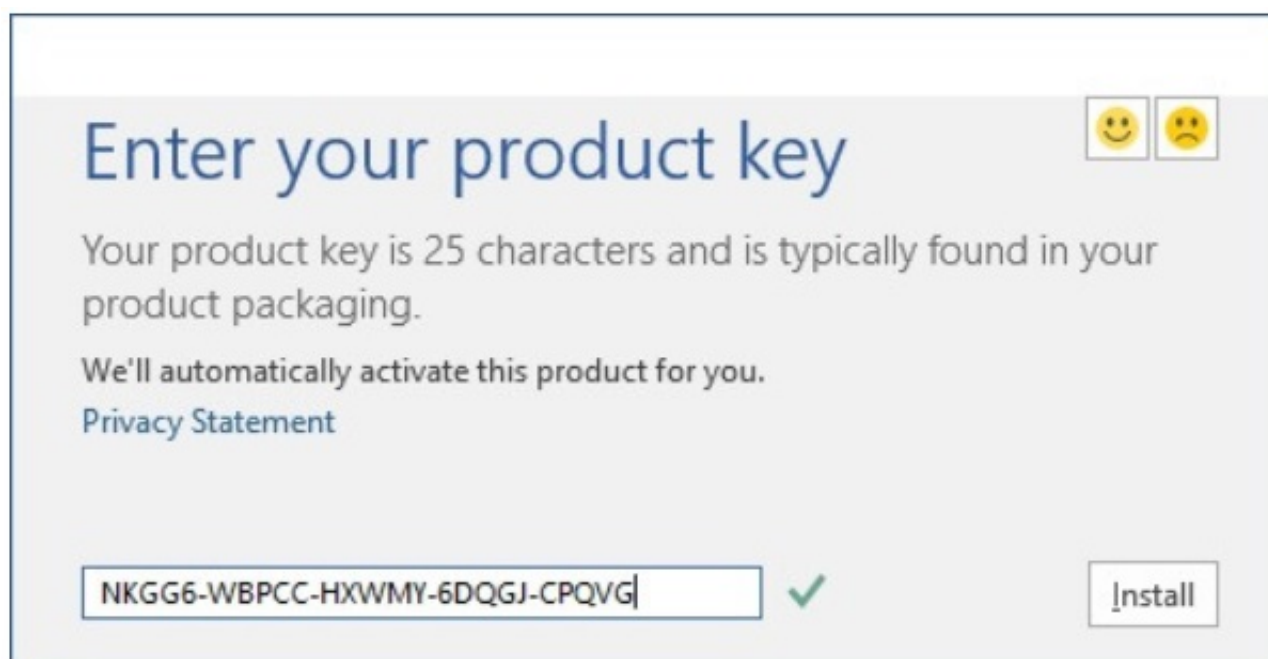 Enter your product key
Your product key is 25 characters and is typically found in your
product packaging.
We'll automatically activate this product for you.
Privacy Statement
NKGG6-WBPCC-HXWMY-6DQGJ-CPQVG
Install